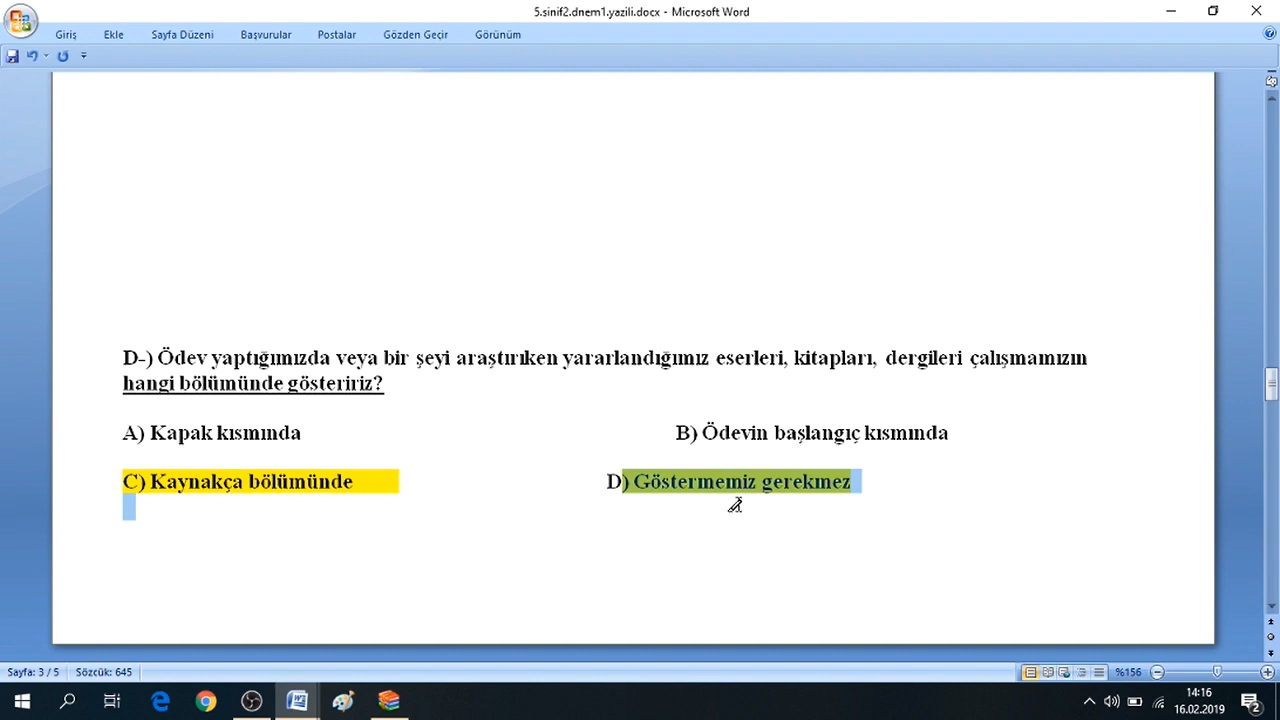 5.sinif2.dnem1.yazili.docx - Microsoft Word
Giriş Ekle Sayfa Düzeni Başvurular Postalar Gözden Geçir Görünüm
D-) Ödev yaptığımızda veya bir şeyi araştırıken yararlandığımız eserleri, kitapları, dergileri çalışmamızın
hangi bölümünde gösteririz?
A) Kapak kısmında B) Ödevin başlangıç kısmında
C) Kaynakça bölümünde D) Göstermemiz gerekmez
Sayfa: 3 / 5 Sözcük: 645 %156
14:16
16.02.2019
2